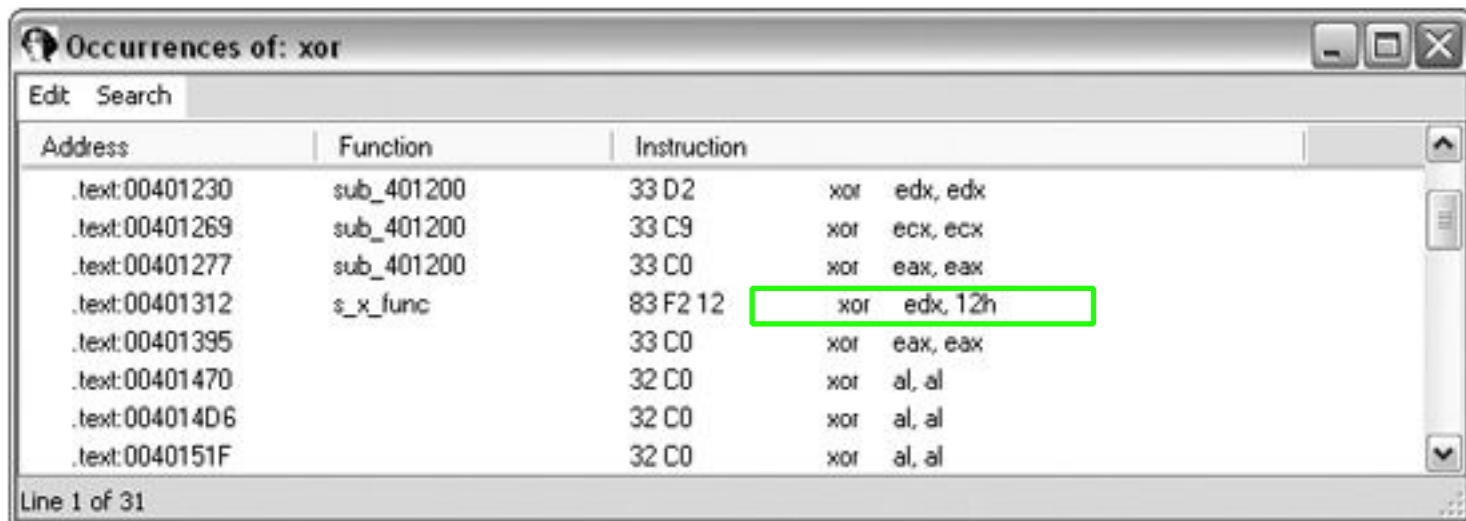 Occurrences of: xor
Edit Search
Address Function Instruction
.text:00401230 sub_401200 33 D2 xor edx, edx
.text:00401269 sub_401200 33 C9 xor ecx, ecx
.text:00401277 sub_401200 33 C0 xor eax, eax
.text:00401312 s_x_func 83 F2 12 xor edx, 12h
.text:00401395 33 C0 xor eax, eax
.text:00401470 32 C0 xor al, al
.text:004014D6 32 C0 xor al, al
.text:0040151F 32 C0 xor al, al
Line 1 of 31